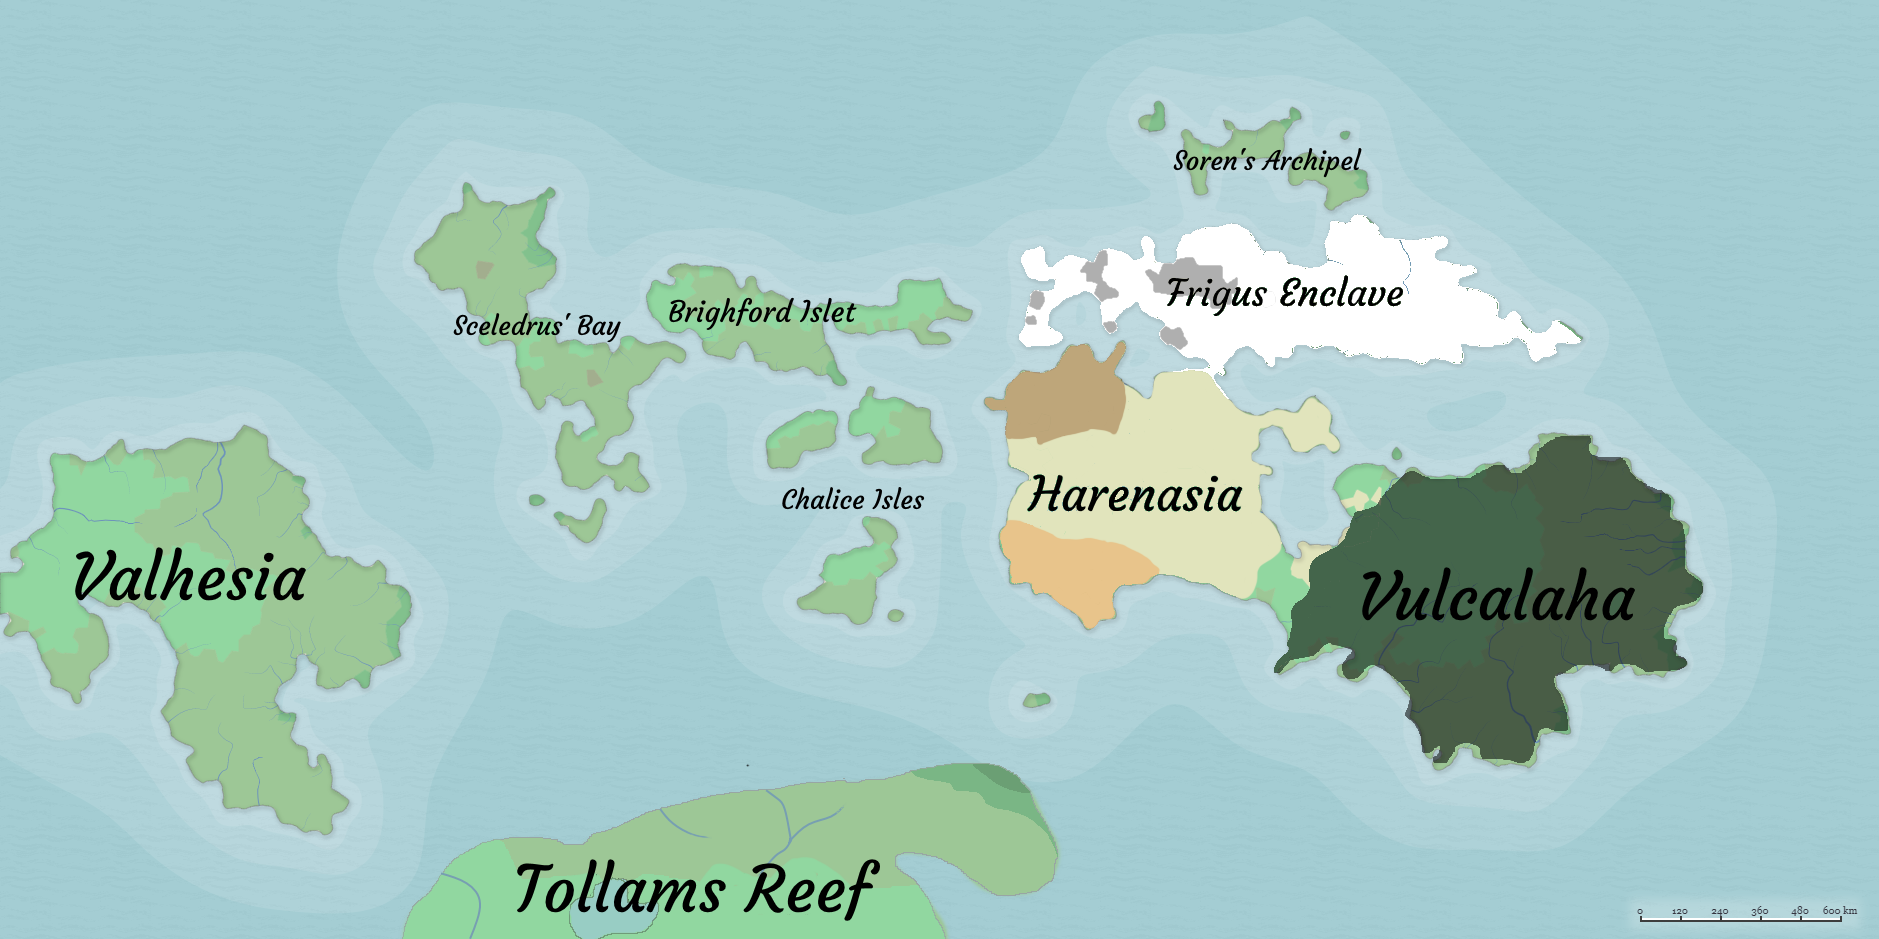 Soren's Archipel
Frigus Enclave
Brighford Islet
Sceledrus' Bay
Chalice Isles
Harenasia
Valhesia
Vulcalaha
Tollams Reef
0 120 240 360 480 600 km